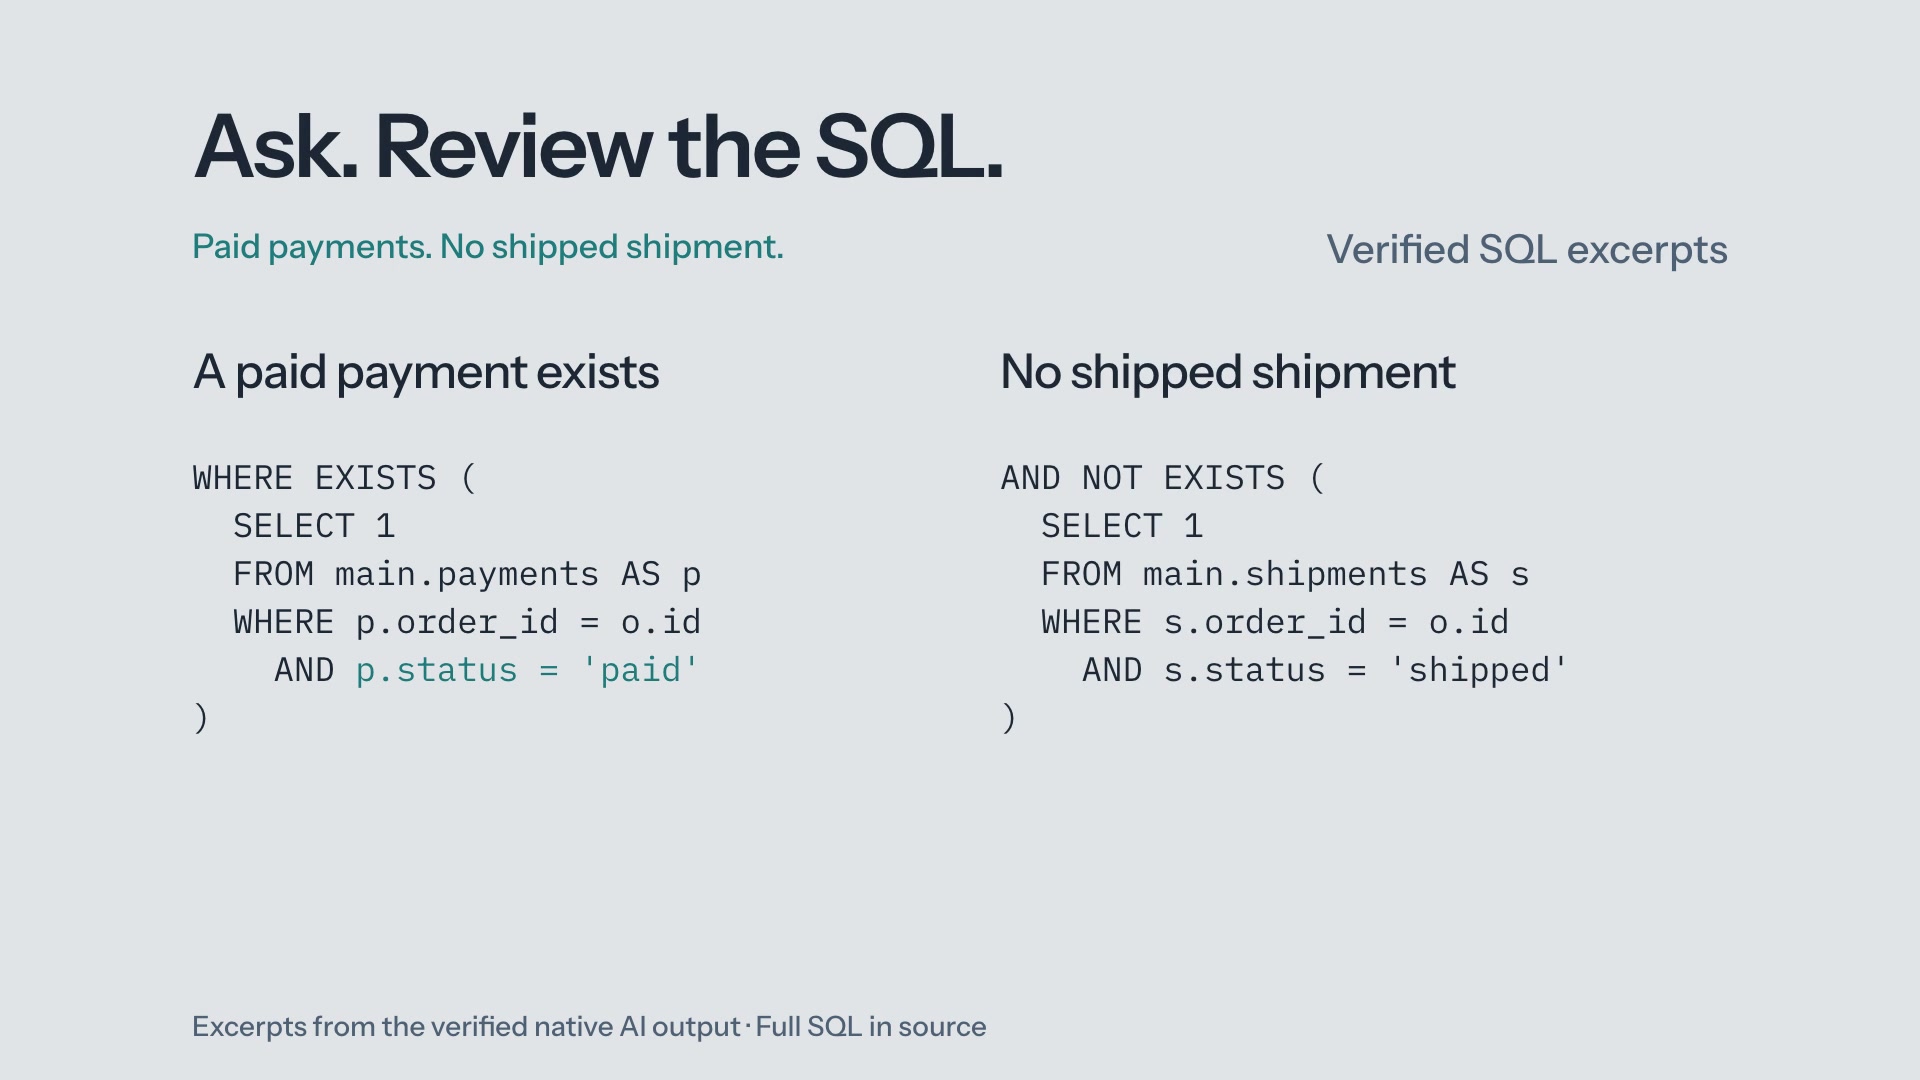 Ask. Review the SQL.
Paid payments. No shipped shipment.
Verified SQL excerpts
A paid payment exists
WHERE EXISTS (
  SELECT 1
  FROM main.payments AS p
  WHERE p.order_id = o.id
    AND p.status = 'paid'
)
No shipped shipment
AND NOT EXISTS (
  SELECT 1
  FROM main.shipments AS s
  WHERE s.order_id = o.id
    AND s.status = 'shipped'
)
Excerpts from the verified native AI output · Full SQL in source